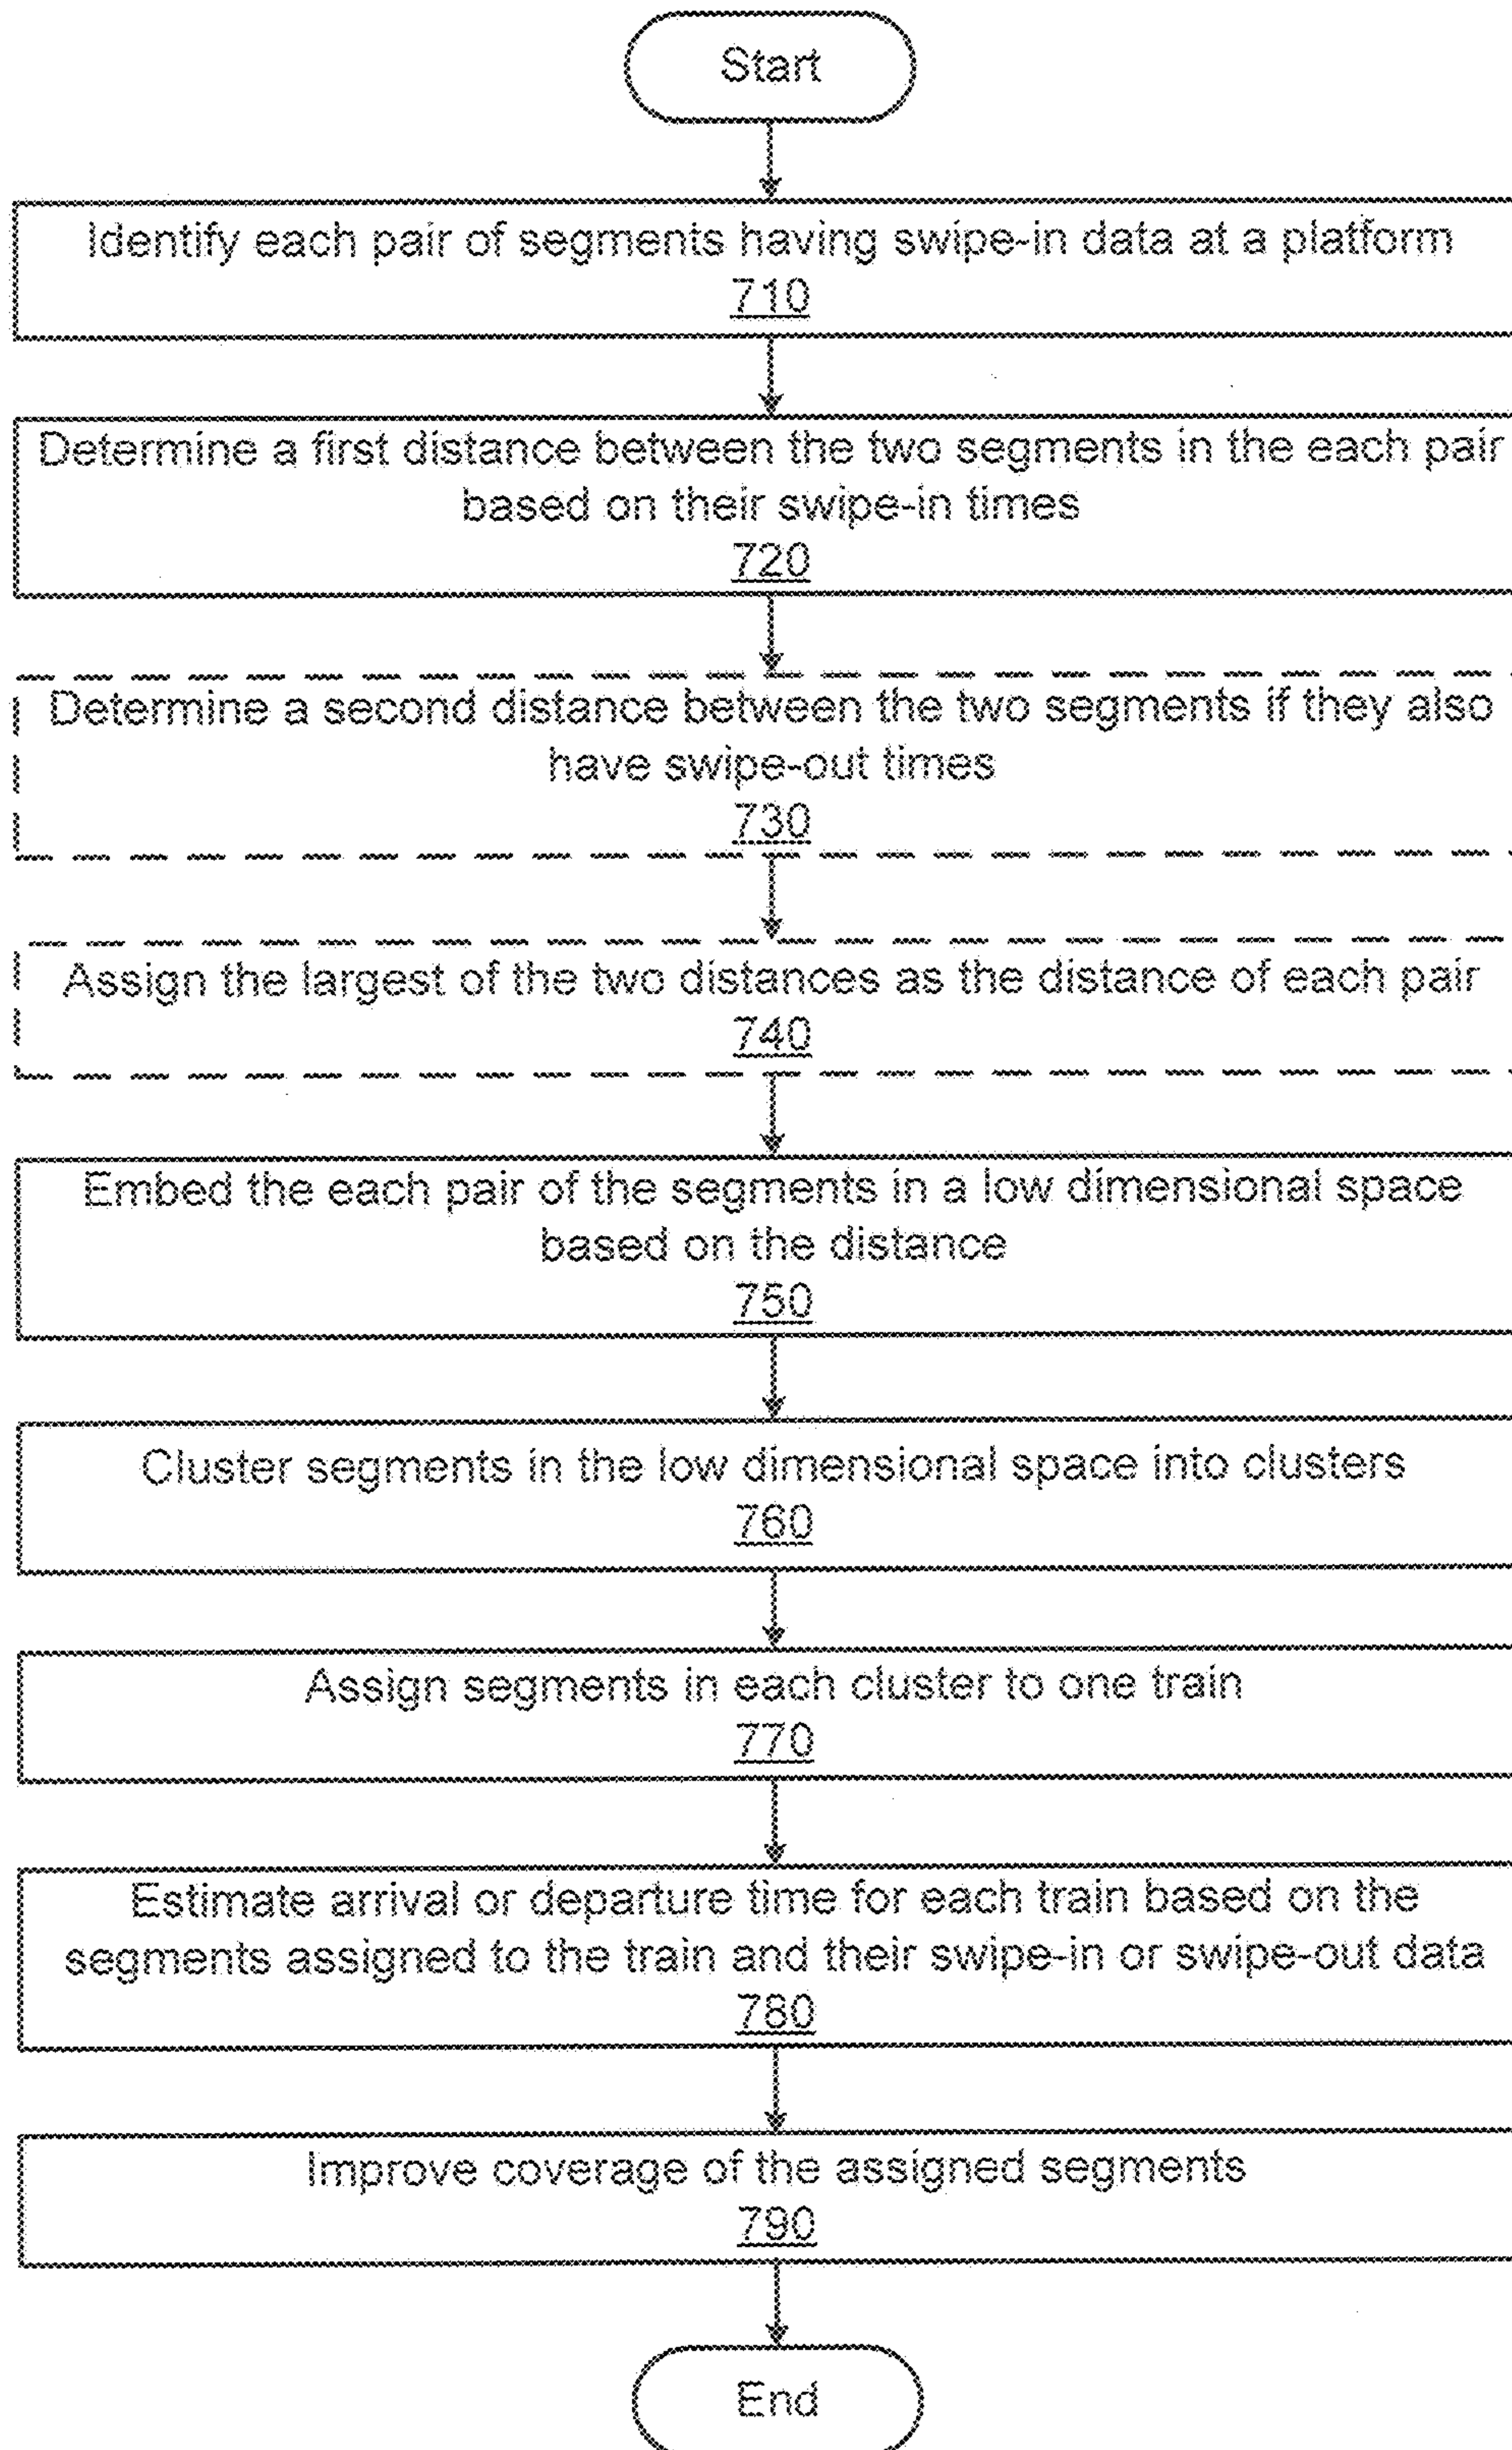 Start
Identify each pair of segments having swipe-in data at a platform
710
Determine a first distance between the two segments in the each pair
based on their swipe-in times
720
Determine a second distance between the two segments if they also
have swipe-out times
730
Assign the largest of the two distances as the distance of each pair
740
Embed the each pair of the segments in a low dimensional space
based on the distance
750
Cluster segments in the low dimensional space into clusters
760
Assign segments in each cluster to one train
770
Estimate arrival or departure time for each train based on the
segments assigned to the train and their swipe-in or swipe-out data
780
Improve coverage of the assigned segments
790
End